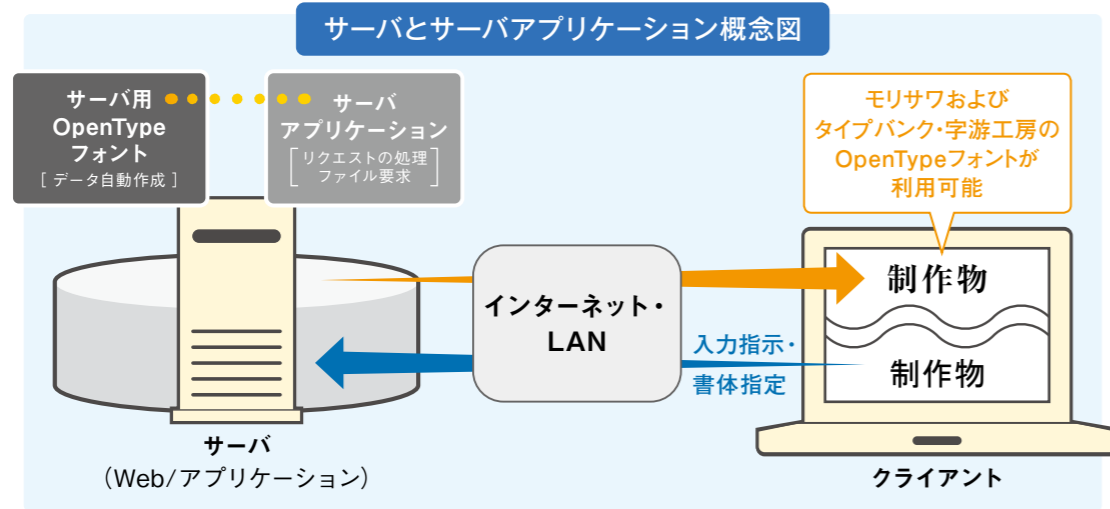 サーバとサーバアプリケーション概念図
サーバ用
OpenType
フォント
[ データ自動作成 ]
サーバ
アプリケーション
リクエストの処理
ファイル要求
モリサワおよび
タイプバンク・字游工房の
OpenTypeフォントが
利用可能
インターネット・
LAN
制作物
入力指示・
書体指定
制作物
サーバ
（Web/アプリケーション）
クライアント